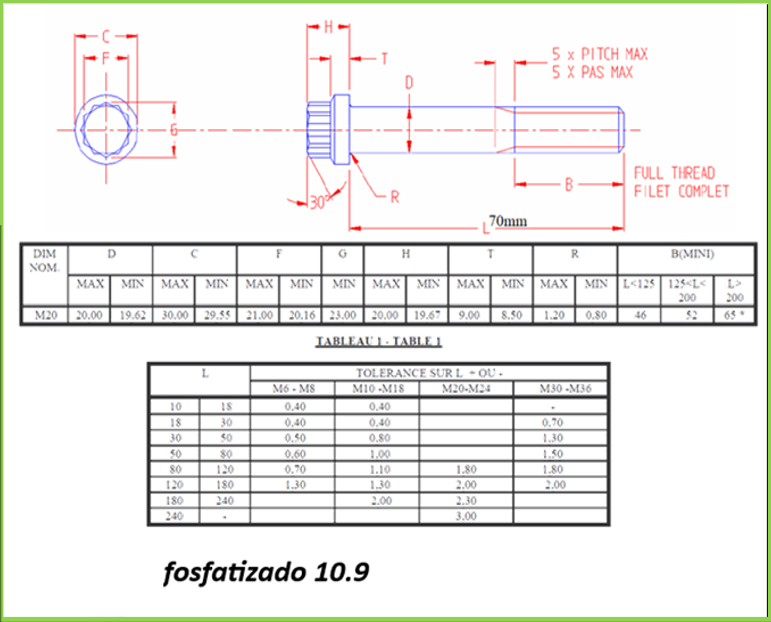 C
F
G
H
T
D
5 x PITCH MAX
5 X PAS MAX
30°
R
B
FULL THREAD
FILET COMPLET
L 70mm
DIM NOM. D C F G H T R B(MINI)
MAX MIN MAX MIN MAX MIN MIN MAX MIN MAX MIN MAX MIN L<125 125<L<200 L>200
M20 20.00 19.62 30.00 29.55 21.00 20.16 23.00 20.00 19.67 9.00 8.50 1.20 0.80 46 52 65 *
TABLEAU 1 - TABLE 1
L TOLERANCE SUR L + OU -
M6 - M8 M10 -M18 M20-M24 M30 -M36
10 18 0,40 0,40 -
18 30 0,40 0,40 0,70
30 50 0,50 0,80 1,30
50 80 0,60 1,00 1,50
80 120 0,70 1,10 1,80 1,80
120 180 1,30 1,30 2,00 2,00
180 240 2,00 2,30
240 - 3,00
fosfatizado 10.9